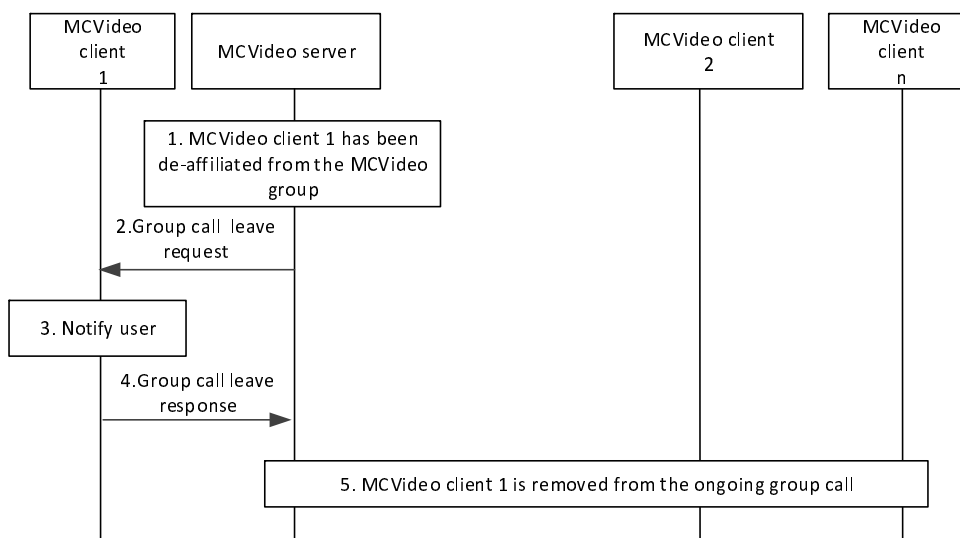 MCVideo
client
1
MCVideo server
MCVideo client
2
MCVideo
client
n
1. MCVideo client 1 has been
de-affiliated from the MCVideo
group
2.Group call leave
request
3. Notify user
4.Group call leave
response
5. MCVideo client 1 is removed from the ongoing group call